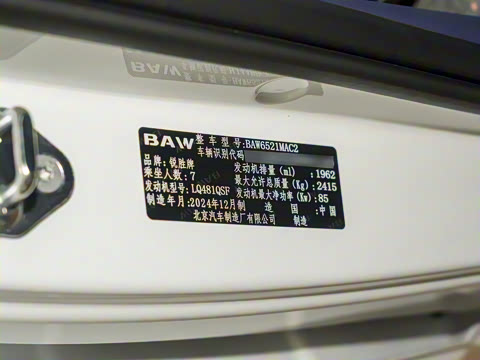 BAW 整车型号:BAW6521MAC2
车辆识别代码
品牌:锐胜牌 发动机排量(ml) :1962
乘坐人数:7 最大允许总质量(Kg):2415
发动机型号:LQ481QSF 发动机最大净功率(Kw):85
制造年月:2024年12月制 制造国:中国
北京汽车制造厂有限公司 制造